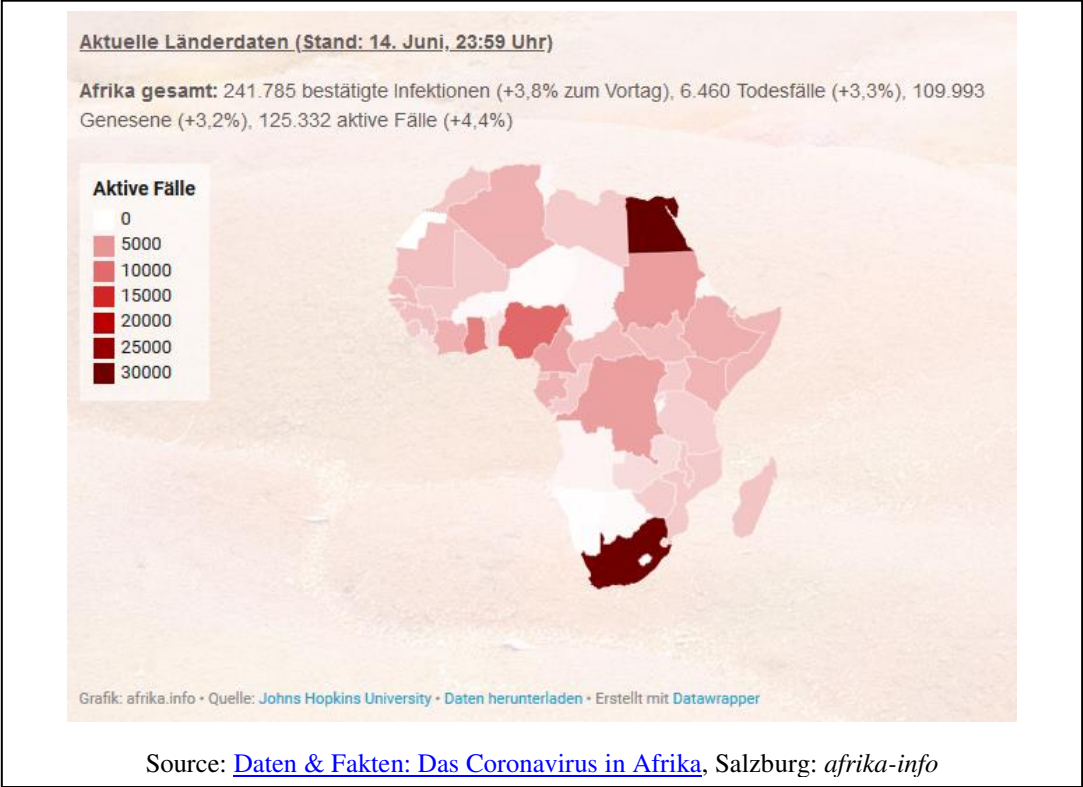 Aktuelle Länderdaten (Stand: 14. Juni, 23:59 Uhr)
Afrika gesamt: 241.785 bestätigte Infektionen (+3,8% zum Vortag), 6.460 Todesfälle (+3,3%), 109.993
Genesene (+3,2%), 125.332 aktive Fälle (+4,4%)
Aktive Fälle
0
5000
10000
15000
20000
25000
30000
Grafik: afrika.info • Quelle: Johns Hopkins University • Daten herunterladen • Erstellt mit Datawrapper
Source: Daten & Fakten: Das Coronavirus in Afrika, Salzburg: afrika-info